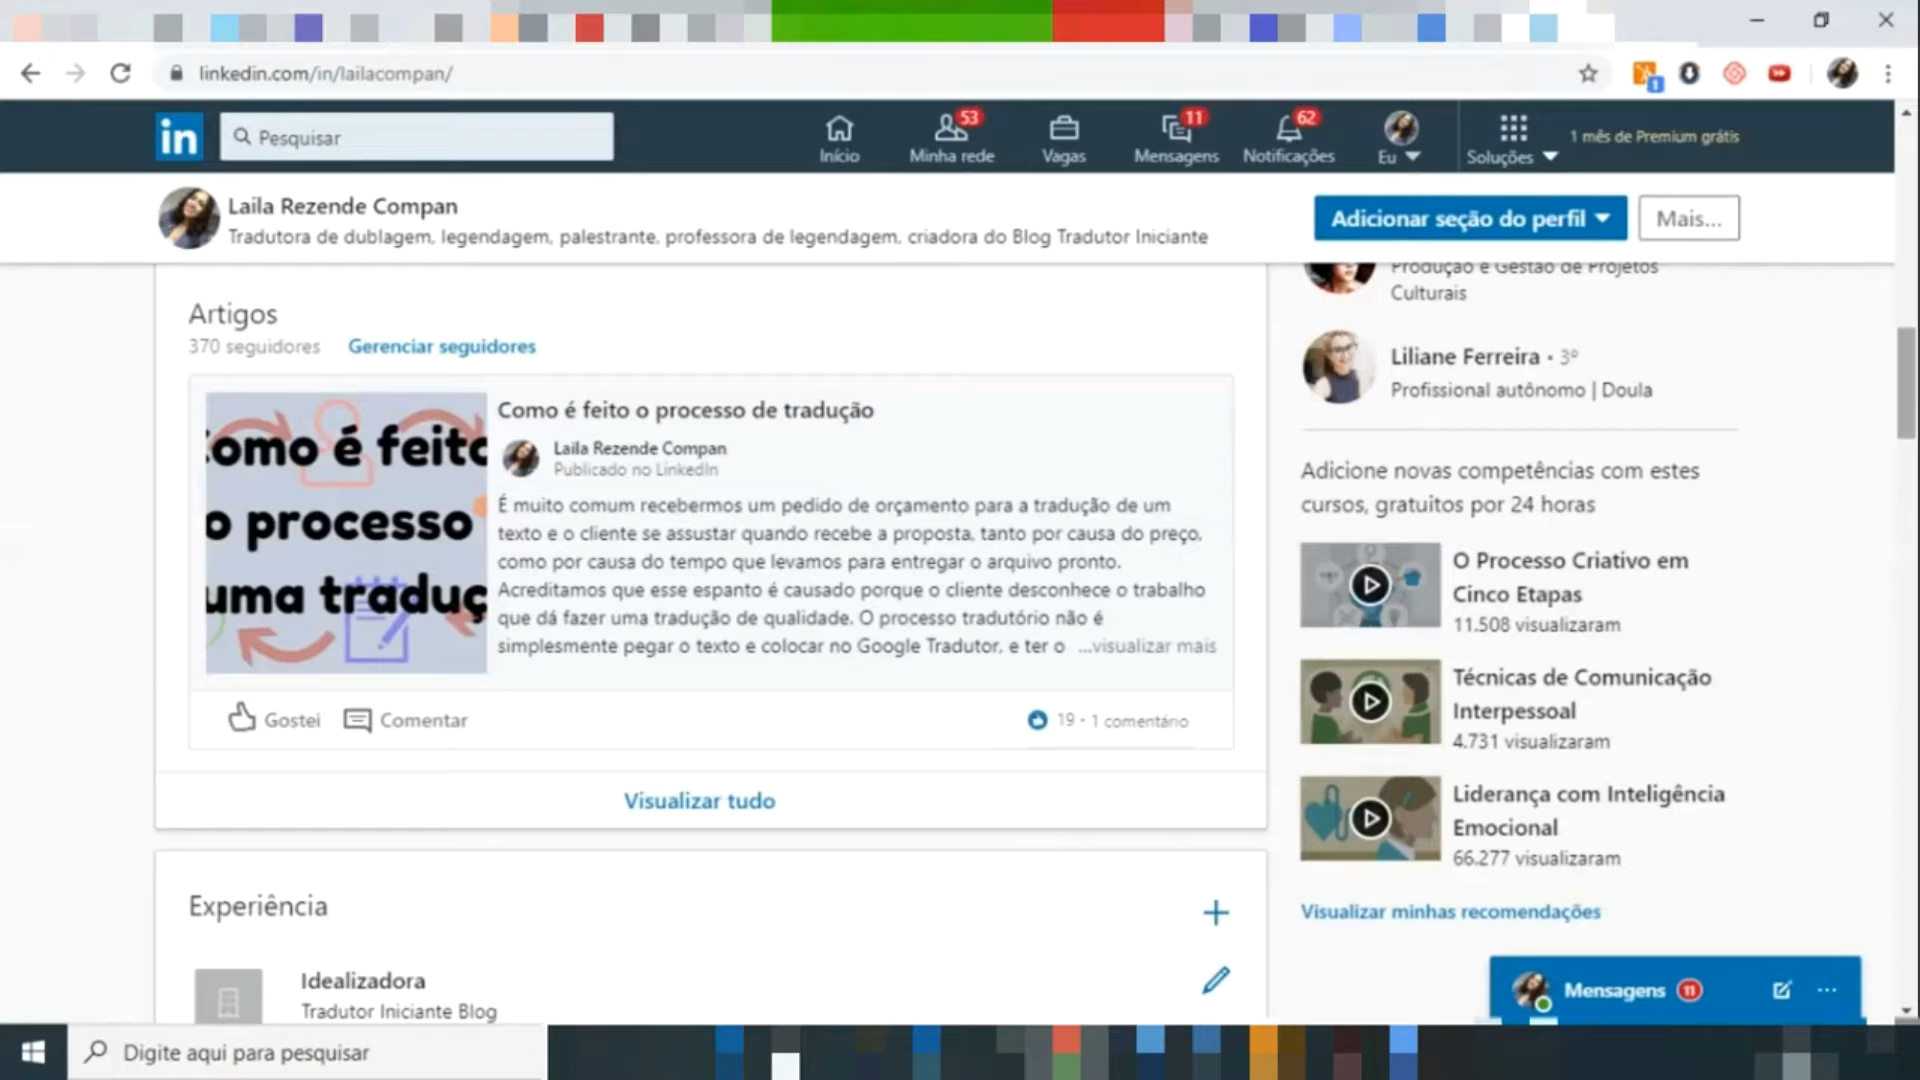 linkedin.com/in/lailacompan/
1
in
Pesquisar
Início
53
Minha rede
Vagas
11
Mensagens
62
Notificações
Eu
Soluções
1 mês de Premium grátis
Laila Rezende Compan
Tradutora de dublagem, legendagem, palestrante, professora de legendagem, criadora do Blog Tradutor Iniciante
Adicionar seção do perfil
Mais...
Artigos
370 seguidores Gerenciar seguidores
Como é feito
o processo
uma traduç
Como é feito o processo de tradução
Laila Rezende Compan
Publicado no LinkedIn
É muito comum recebermos um pedido de orçamento para a tradução de um
texto e o cliente se assustar quando recebe a proposta, tanto por causa do preço,
como por causa do tempo que levamos para entregar o arquivo pronto.
Acreditamos que esse espanto é causado porque o cliente desconhece o trabalho
que dá fazer uma tradução de qualidade. O processo tradutório não é
simplesmente pegar o texto e colocar no Google Tradutor, e ter o ...visualizar mais
Gostei Comentar
19 • 1 comentário
Visualizar tudo
Experiência
Idealizadora
Tradutor Iniciante Blog
Produção e Gestão de Projetos
Culturais
Liliane Ferreira • 3º
Profissional autônomo | Doula
Adicione novas competências com estes
cursos, gratuitos por 24 horas
O Processo Criativo em
Cinco Etapas
11.508 visualizaram
Técnicas de Comunicação
Interpessoal
4.731 visualizaram
Liderança com Inteligência
Emocional
66.277 visualizaram
Visualizar minhas recomendações
Mensagens 11
Digite aqui para pesquisar